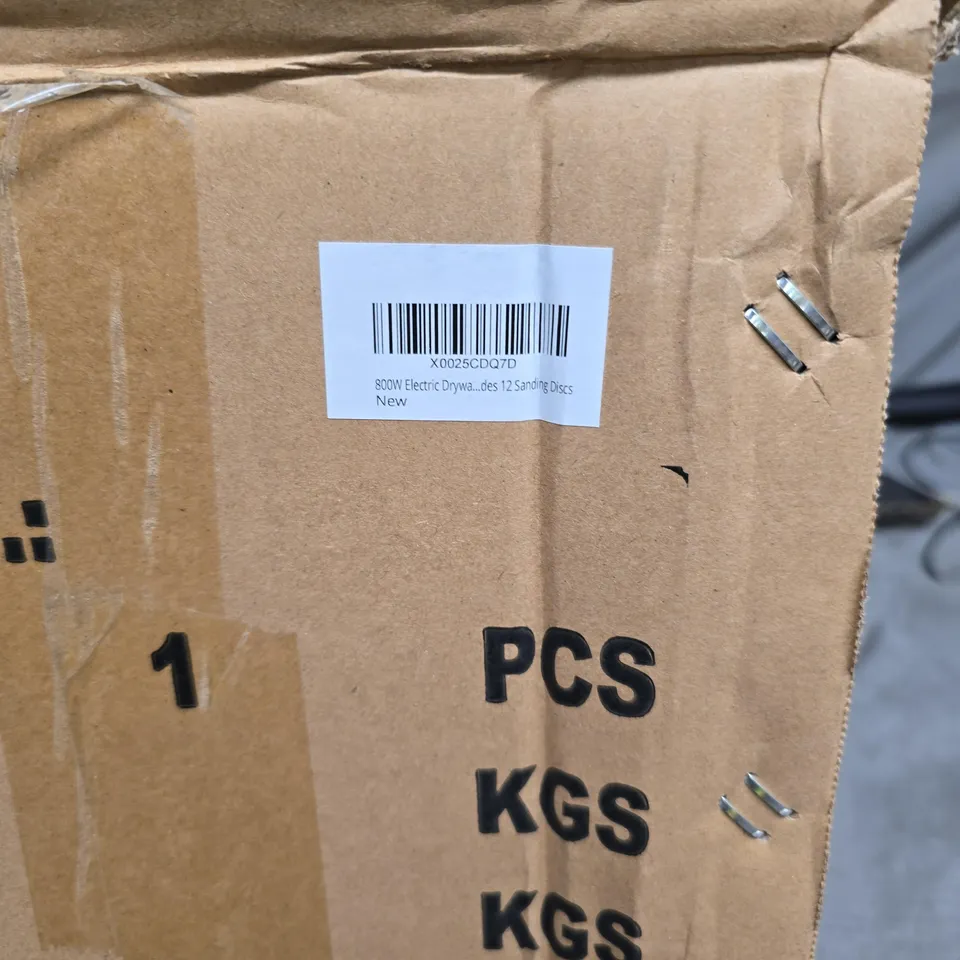 X0025CDQ7D
800W Electric Drywa...des 12 Sanding Discs
New
1 PCS
KGS
KGS